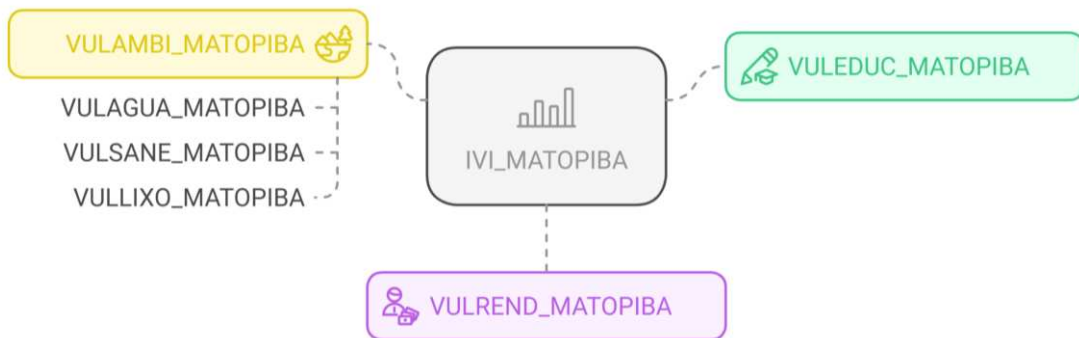 VULAMBI_MATOPIBA
VULAGUA_MATOPIBA
VULSANE_MATOPIBA
VULLIXO_MATOPIBA
IVI_MATOPIBA
VULEDUC_MATOPIBA
VULREND_MATOPIBA